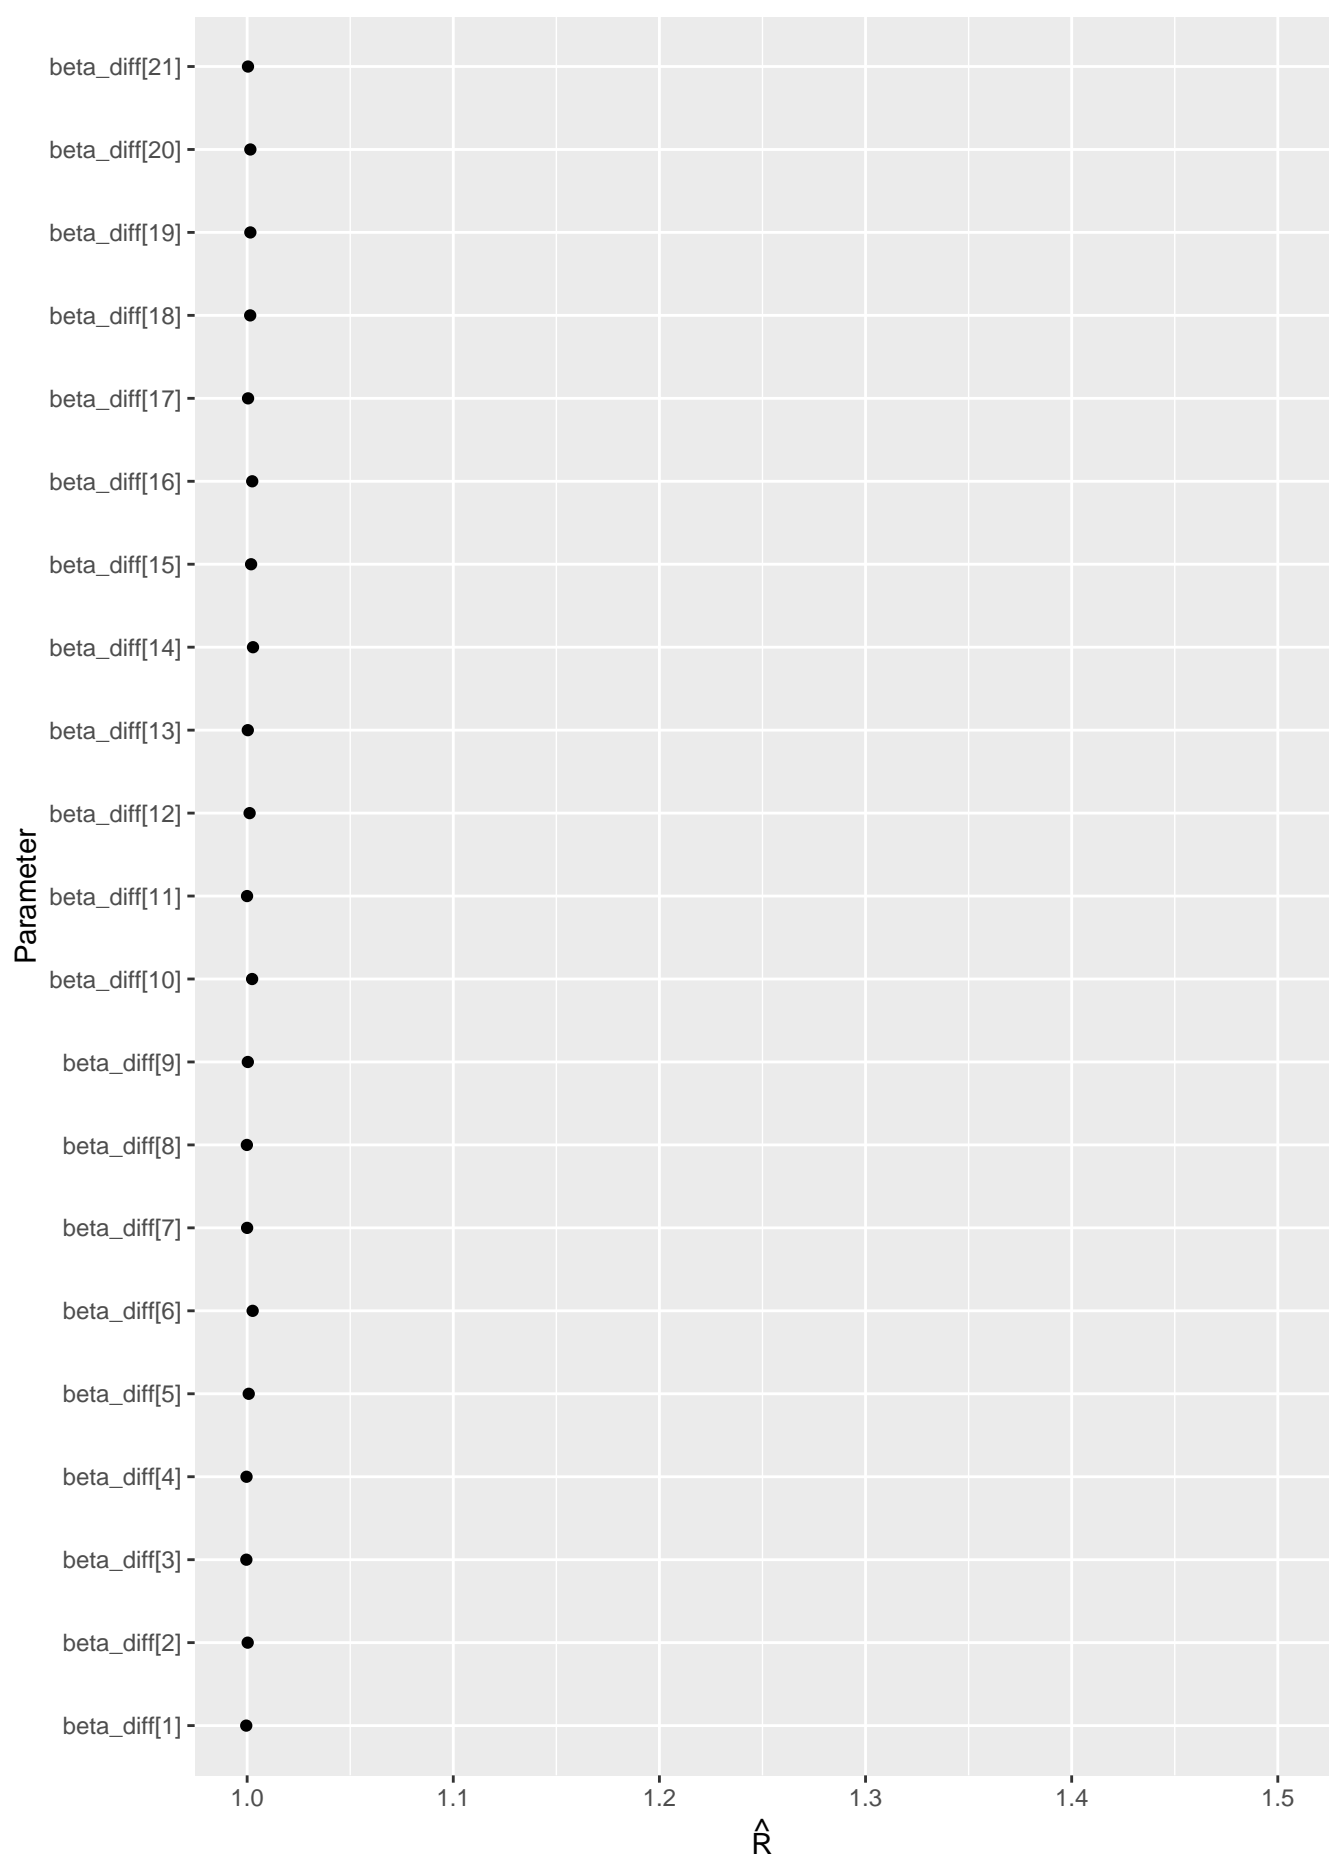 beta_diff[21]
beta_diff[20]
beta_diff[19]
beta_diff[18]
beta_diff[17]
beta_diff[16]
beta_diff[15]
beta_diff[14]
beta_diff[13]
beta_diff[12]
beta_diff[11]
beta_diff[10]
beta_diff[9]
beta_diff[8]
beta_diff[7]
beta_diff[6]
beta_diff[5]
beta_diff[4]
beta_diff[3]
beta_diff[2]
beta_diff[1]
Parameter
1.0 1.1 1.2 1.3 1.4 1.5
R̂